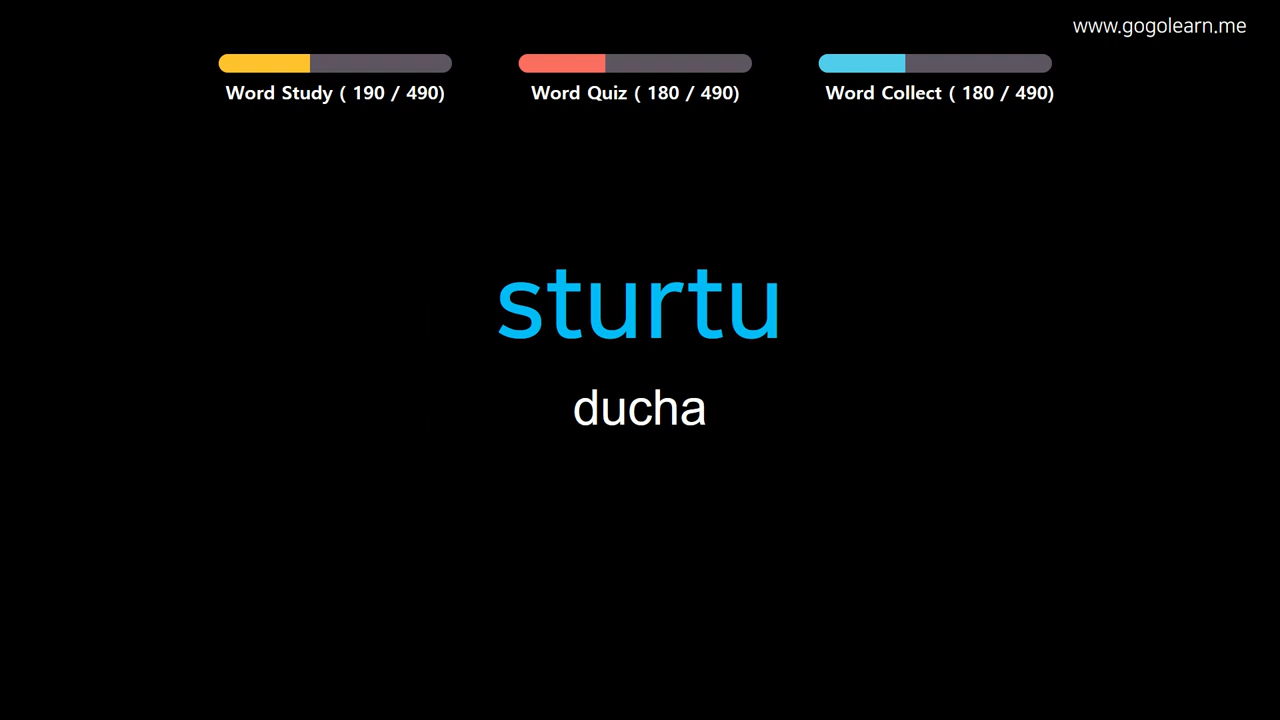 www.gogolearn.me
Word Study ( 190 / 490)
Word Quiz ( 180 / 490)
Word Collect ( 180 / 490)
sturtu
ducha